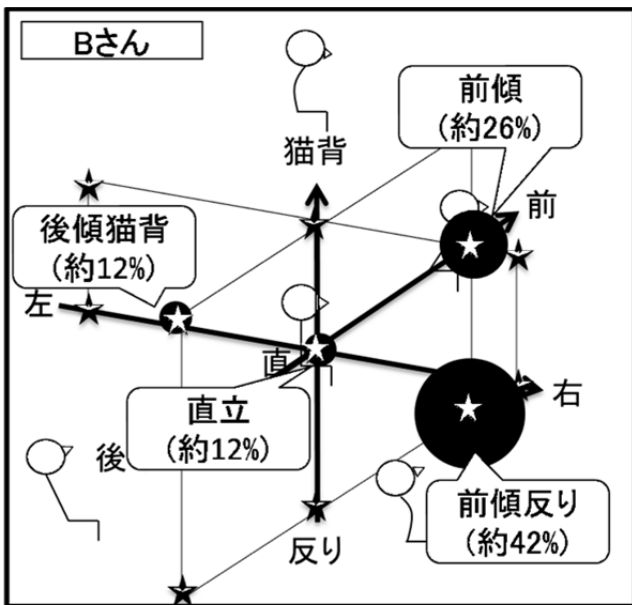 Bさん
猫背
前傾
(約26%)
前
後傾猫背
(約12%)
左
直
右
直立
(約12%)
後
前傾反り
(約42%)
反り